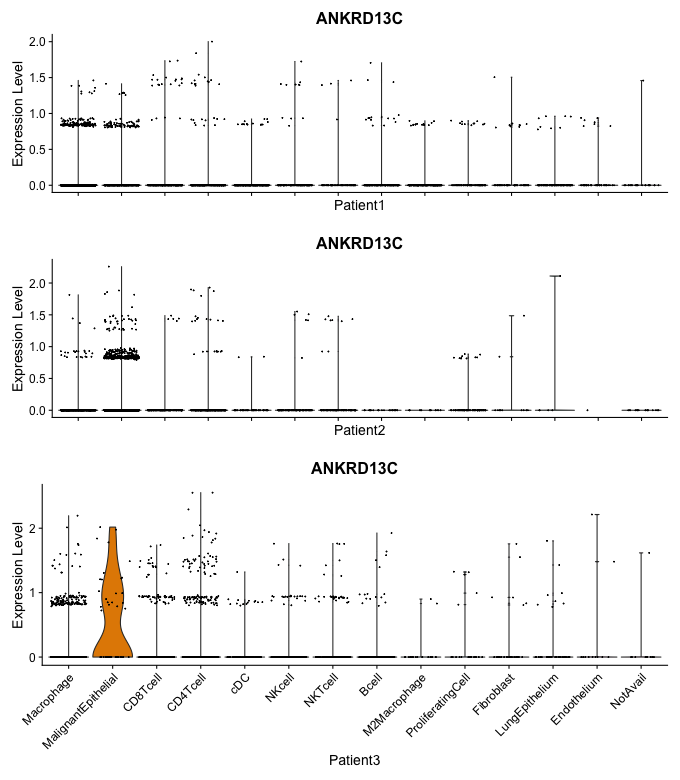 ANKRD13C
Expression Level
2.0
1.5
1.0
0.5
0.0
Patient1
ANKRD13C
Expression Level
2.0
1.5
1.0
0.5
0.0
Patient2
ANKRD13C
Expression Level
2
1
0
Macrophage
MalignantEpithelial
CD8Tcell
CD4Tcell
cDC
NKcell
NKTcell
Bcell
M2Macrophage
ProliferatingCell
Fibroblast
LungEpithelium
Endothelium
NotAvail
Patient3